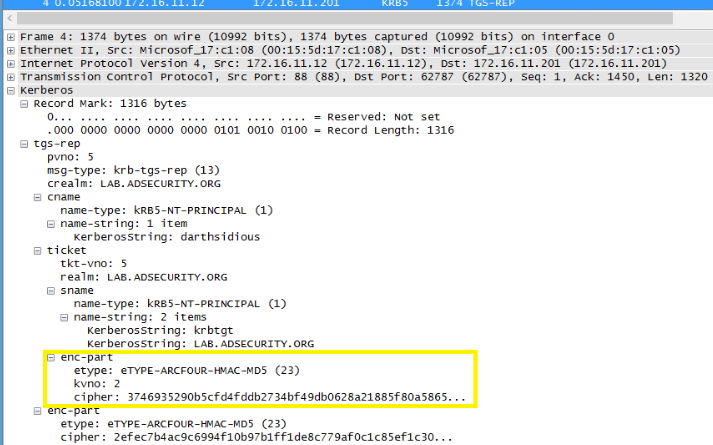 4 0.05168100 172.16.11.12 172.16.11.201 KRB5 1374 TGS-REP
Frame 4: 1374 bytes on wire (10992 bits), 1374 bytes captured (10992 bits) on interface 0
Ethernet II, Src: Microsof_17:c1:08 (00:15:5d:17:c1:08), Dst: Microsof_17:c1:05 (00:15:5d:17:c1:05)
Internet Protocol Version 4, Src: 172.16.11.12 (172.16.11.12), Dst: 172.16.11.201 (172.16.11.201)
Transmission Control Protocol, Src Port: 88 (88), Dst Port: 62787 (62787), Seq: 1, Ack: 1450, Len: 1320
Kerberos
Record Mark: 1316 bytes
0... .... .... .... .... .... .... .... = Reserved: Not set
.000 0000 0000 0000 0000 0101 0010 0100 = Record Length: 1316
tgs-rep
pvno: 5
msg-type: krb-tgs-rep (13)
crealm: LAB.ADSECURITY.ORG
cname
name-type: kRB5-NT-PRINCIPAL (1)
name-string: 1 item
KerberosString: darthsidious
ticket
tkt-vno: 5
realm: LAB.ADSECURITY.ORG
sname
name-type: kRB5-NT-PRINCIPAL (1)
name-string: 2 items
KerberosString: krbtgt
KerberosString: LAB.ADSECURITY.ORG
enc-part
etype: eTYPE-ARCFOUR-HMAC-MD5 (23)
kvno: 2
cipher: 3746935290b5cfd4fddb2734bf49db0628a21885f80a5865...
enc-part
etype: eTYPE-ARCFOUR-HMAC-MD5 (23)
cipher: 2efec7b4ac9c6994f10b97b1ff1de8c779af0c1c85ef1c30...